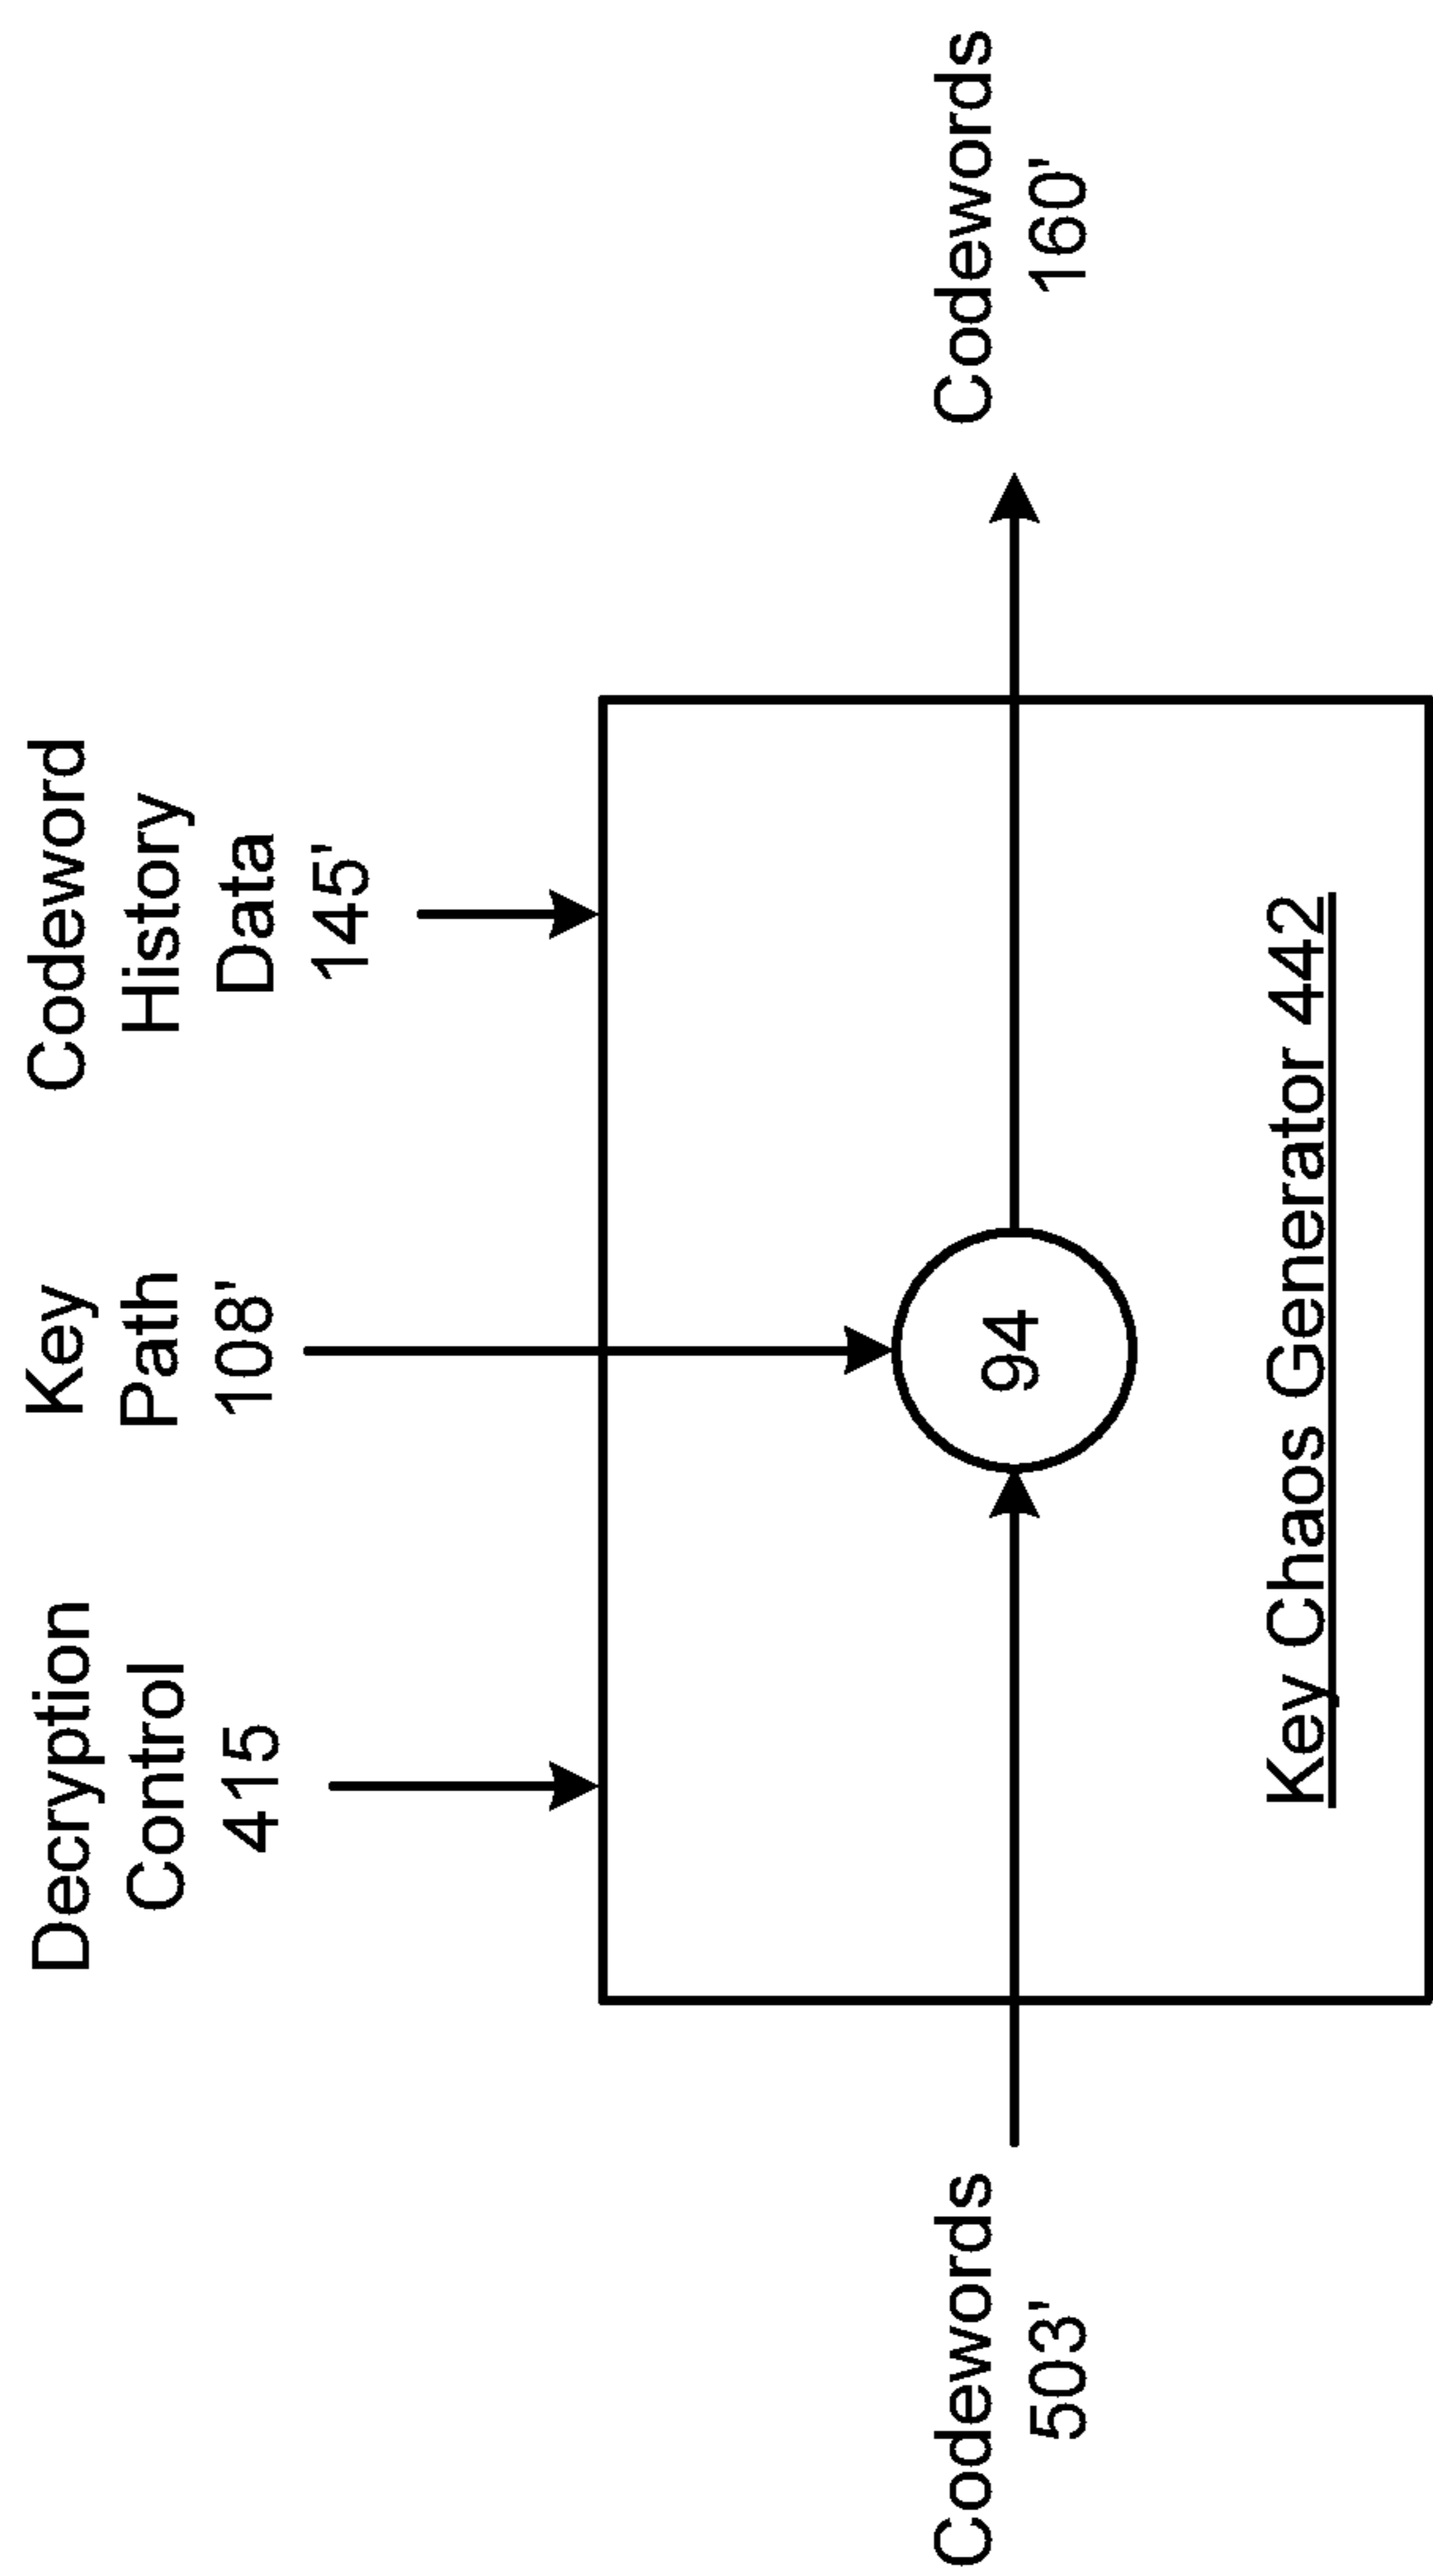 Decryption
Control
415
Key
Path
108'
Codeword
History
Data
145'
Codewords
503'
94
Codewords
160'
Key Chaos Generator 442